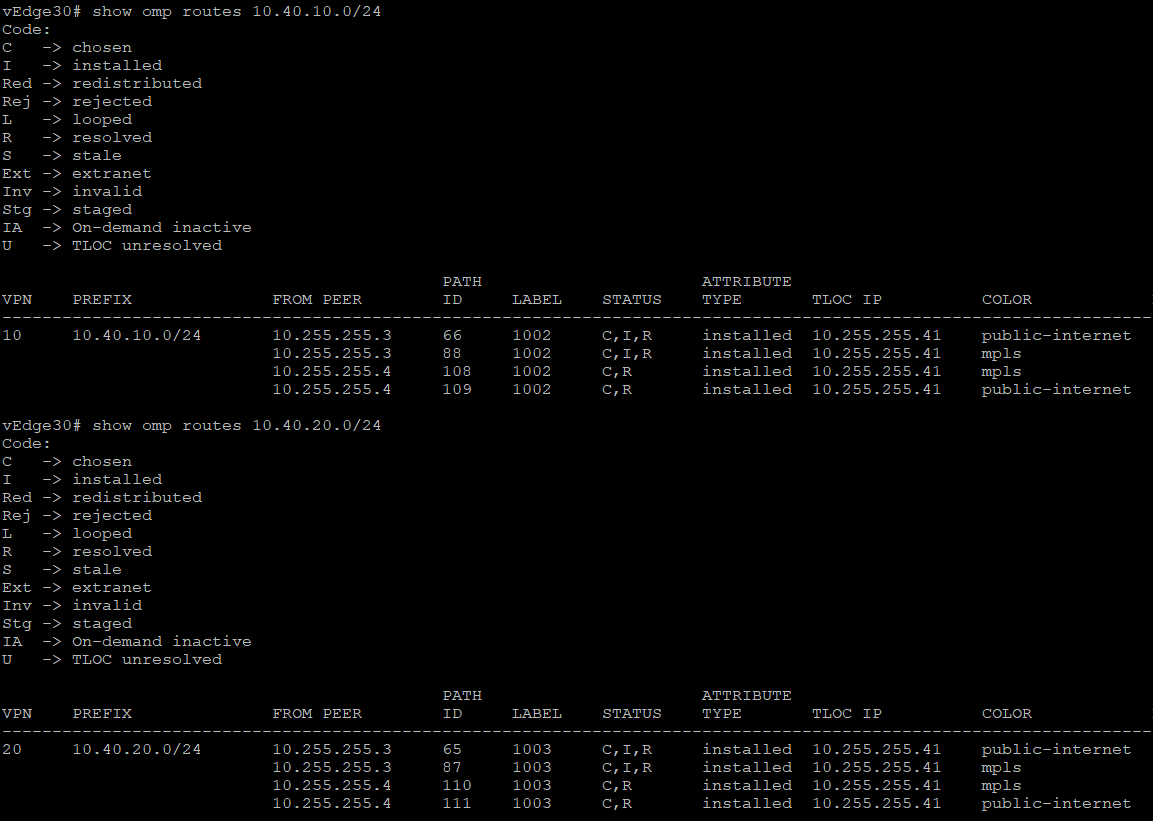 vEdge30# show omp routes 10.40.10.0/24
Code:
C   -> chosen
I   -> installed
Red -> redistributed
Rej -> rejected
L   -> looped
R   -> resolved
S   -> stale
Ext -> extranet
Inv -> invalid
Stg -> staged
IA  -> On-demand inactive
U   -> TLOC unresolved
                                            PATH                      ATTRIBUTE
VPN    PREFIX              FROM PEER        ID     LABEL    STATUS    TYPE       TLOC IP          COLOR
-------------------------------------------------------------------------------------------------------------------
10     10.40.10.0/24       10.255.255.3     66     1002     C,I,R     installed  10.255.255.41    public-internet
                           10.255.255.3     88     1002     C,I,R     installed  10.255.255.41    mpls
                           10.255.255.4     108    1002     C,R       installed  10.255.255.41    mpls
                           10.255.255.4     109    1002     C,R       installed  10.255.255.41    public-internet
vEdge30# show omp routes 10.40.20.0/24
Code:
C   -> chosen
I   -> installed
Red -> redistributed
Rej -> rejected
L   -> looped
R   -> resolved
S   -> stale
Ext -> extranet
Inv -> invalid
Stg -> staged
IA  -> On-demand inactive
U   -> TLOC unresolved
                                            PATH                      ATTRIBUTE
VPN    PREFIX              FROM PEER        ID     LABEL    STATUS    TYPE       TLOC IP          COLOR
-------------------------------------------------------------------------------------------------------------------
20     10.40.20.0/24       10.255.255.3     65     1003     C,I,R     installed  10.255.255.41    public-internet
                           10.255.255.3     87     1003     C,I,R     installed  10.255.255.41    mpls
                           10.255.255.4     110    1003     C,R       installed  10.255.255.41    mpls
                           10.255.255.4     111    1003     C,R       installed  10.255.255.41    public-internet